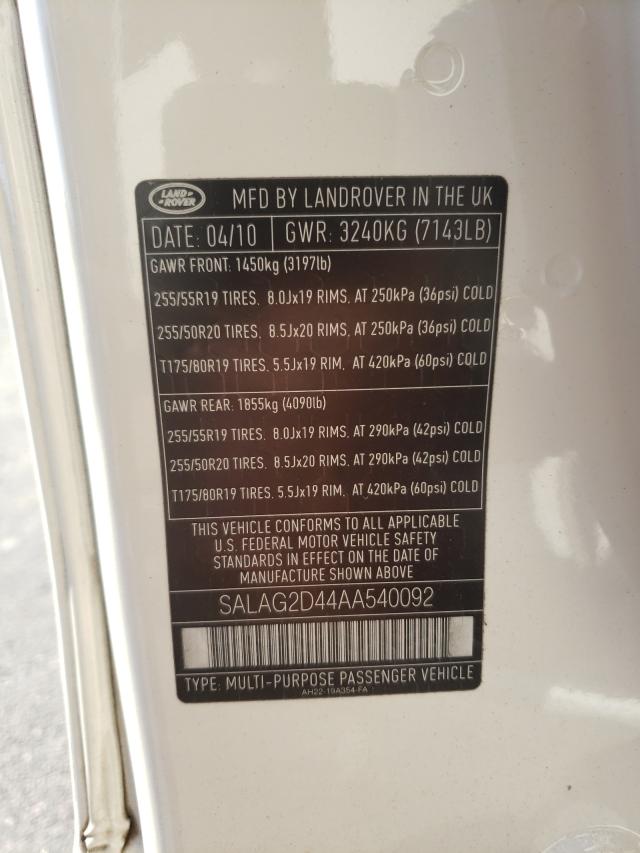 LAND ROVER MFD BY LANDROVER IN THE UK
DATE: 04/10 GWR: 3240KG (7143LB)
GAWR FRONT: 1450kg (3197lb)
255/55R19 TIRES. 8.0Jx19 RIMS, AT 250kPa (36psi) COLD
255/50R20 TIRES. 8.5Jx20 RIMS, AT 250kPa (36psi) COLD
T175/80R19 TIRES. 5.5Jx19 RIM, AT 420kPa (60psi) COLD
GAWR REAR: 1855kg (4090lb)
255/55R19 TIRES. 8.0Jx19 RIMS, AT 290kPa (42psi) COLD
255/50R20 TIRES. 8.5Jx20 RIMS, AT 290kPa (42psi) COLD
T175/80R19 TIRES. 5.5Jx19 RIM, AT 420kPa (60psi) COLD
THIS VEHICLE CONFORMS TO ALL APPLICABLE
U.S. FEDERAL MOTOR VEHICLE SAFETY
STANDARDS IN EFFECT ON THE DATE OF
MANUFACTURE SHOWN ABOVE
SALAG2D44AA540092
TYPE: MULTI-PURPOSE PASSENGER VEHICLE
AH22-19A354-FA